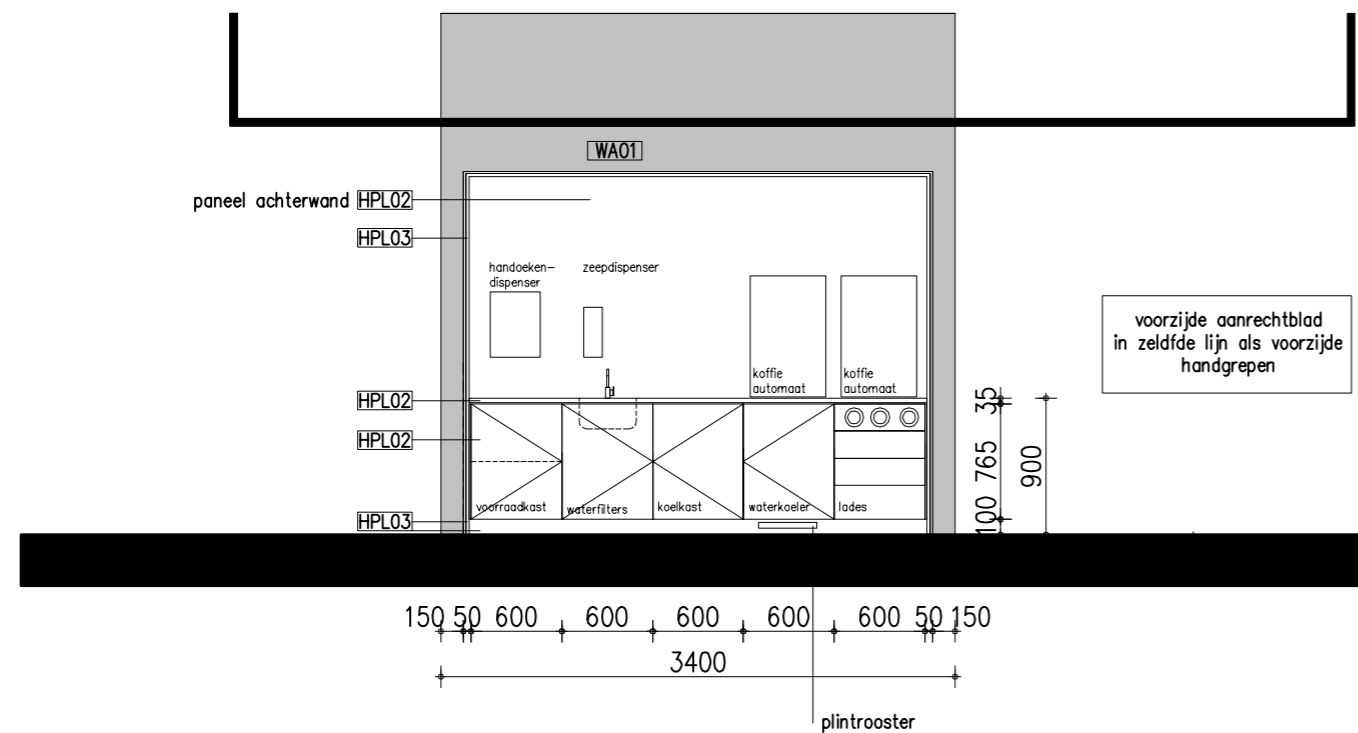 WA01
paneel achterwand HPL02
HPL03
handoeken-
dispenser
zeepdispenser
koffie
automaat
koffie
automaat
voorzijde aanrechtblad
in zeldfde lijn als voorzijde
handgrepen
HPL02
HPL02
HPL03
voorraadkast
waterfilters
koelkast
waterkoeler
lades
35
765
100
900
150 50 600 600 600 600 600 50 150
3400
plintrooster